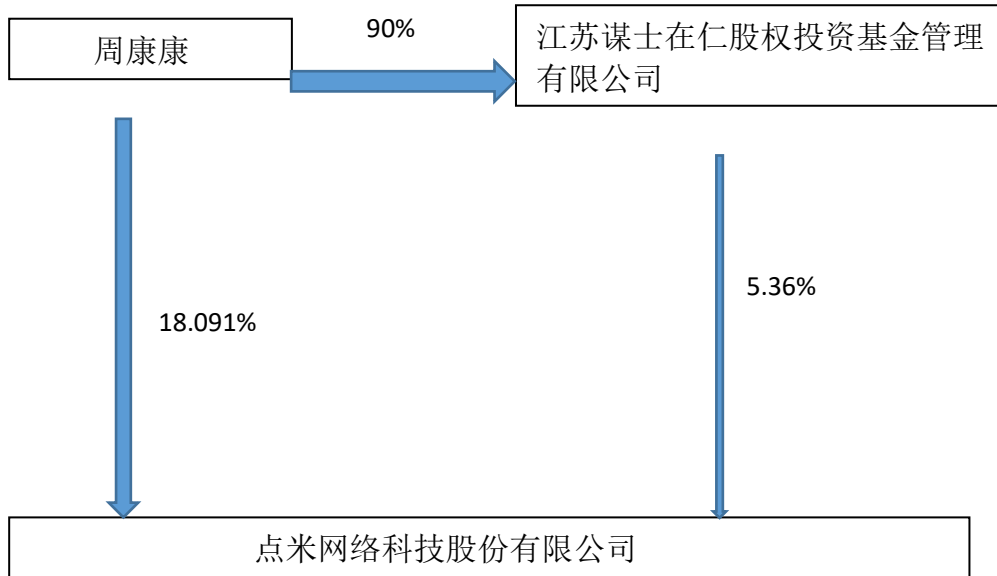 周康康
90%
江苏谋士在仁股权投资基金管理
有限公司
18.091%
5.36%
点米网络科技股份有限公司